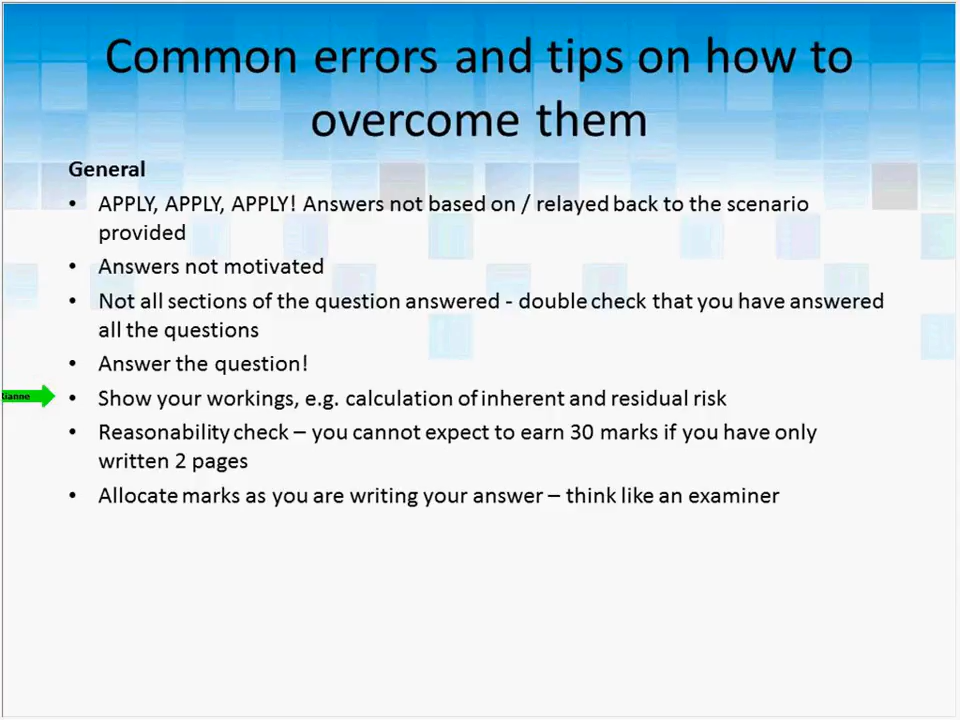 Common errors and tips on how to
overcome them
General
• APPLY, APPLY, APPLY! Answers not based on / relayed back to the scenario
provided
• Answers not motivated
• Not all sections of the question answered - double check that you have answered
all the questions
• Answer the question!
• Show your workings, e.g. calculation of inherent and residual risk
• Reasonability check – you cannot expect to earn 30 marks if you have only
written 2 pages
• Allocate marks as you are writing your answer – think like an examiner